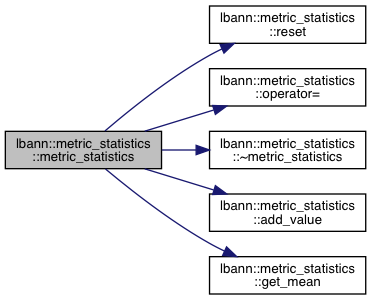 lbann::metric_statistics
::metric_statistics
lbann::metric_statistics
::reset
lbann::metric_statistics
::operator=
lbann::metric_statistics
::~metric_statistics
lbann::metric_statistics
::add_value
lbann::metric_statistics
::get_mean